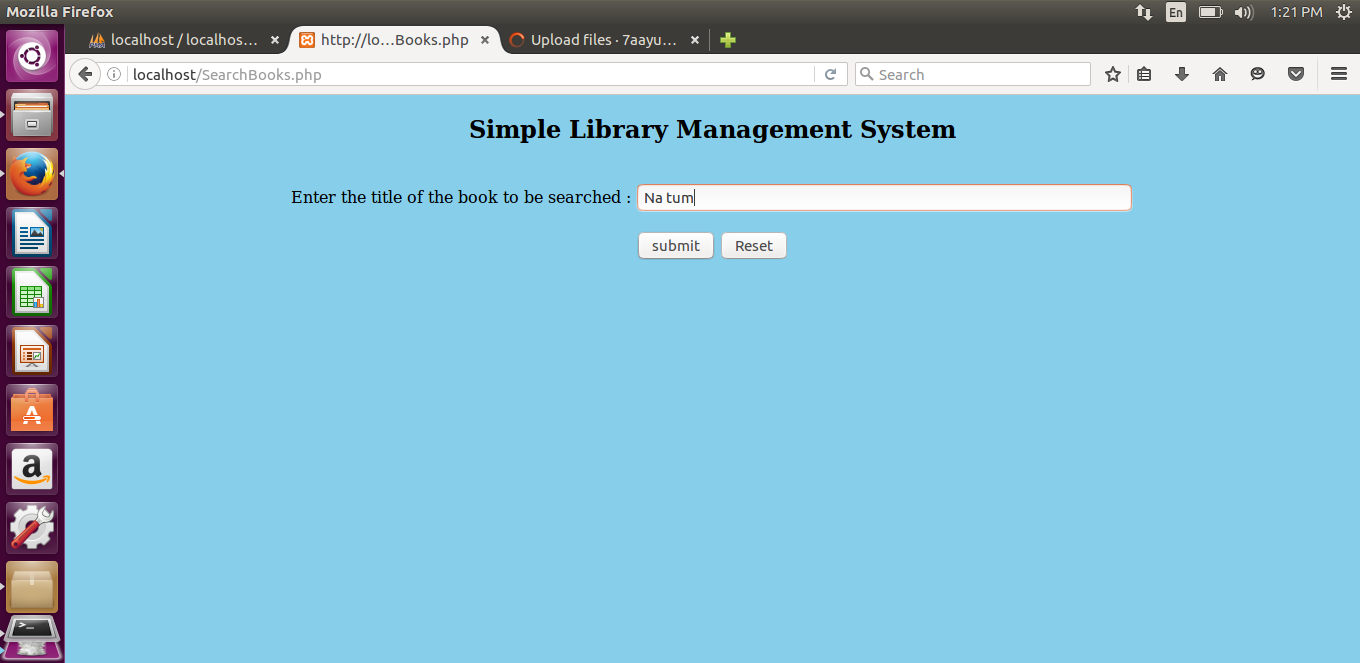 Mozilla Firefox
En
1:21 PM
localhost / localhos...
http://lo...Books.php
Upload files · 7aayu...
localhost/SearchBooks.php
Search
Simple Library Management System
Enter the title of the book to be searched : Na tum
submit Reset